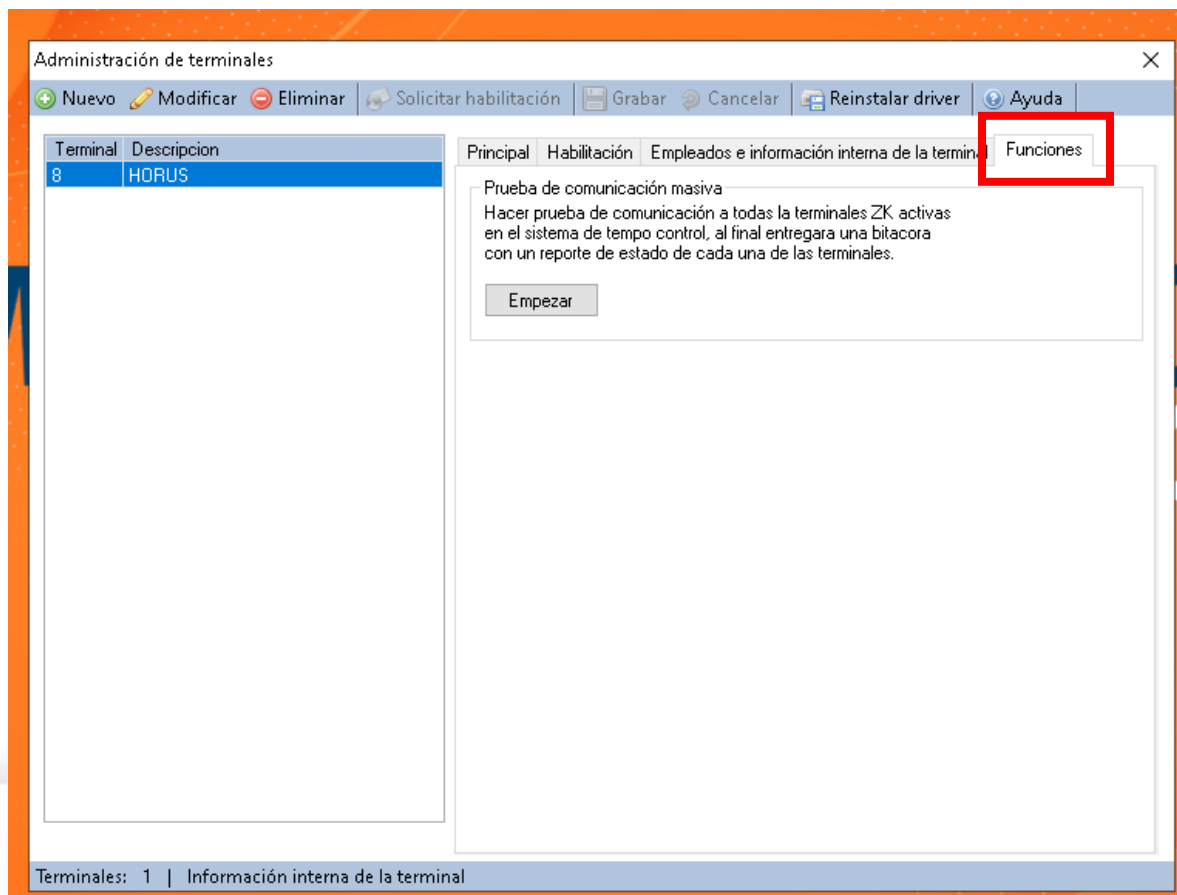 Administración de terminales
Nuevo Modificar Eliminar Solicitar habilitación Grabar Cancelar Reinstalar driver Ayuda
Terminal Descripcion
8 HORUS
Principal Habilitación Empleados e información interna de la terminal Funciones
Prueba de comunicación masiva
Hacer prueba de comunicación a todas la terminales ZK activas
en el sistema de tempo control, al final entregara una bitacora
con un reporte de estado de cada una de las terminales.
Empezar
Terminales: 1 | Información interna de la terminal